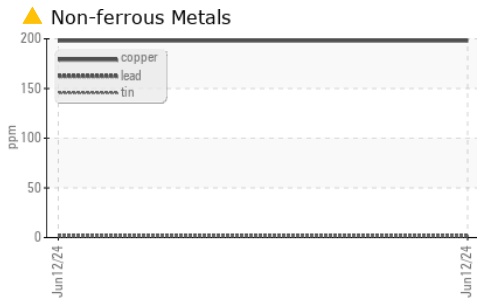 Non-ferrous Metals
200
150
100
50
0
ppm
copper
lead
tin
Jun12/24
Jun12/24